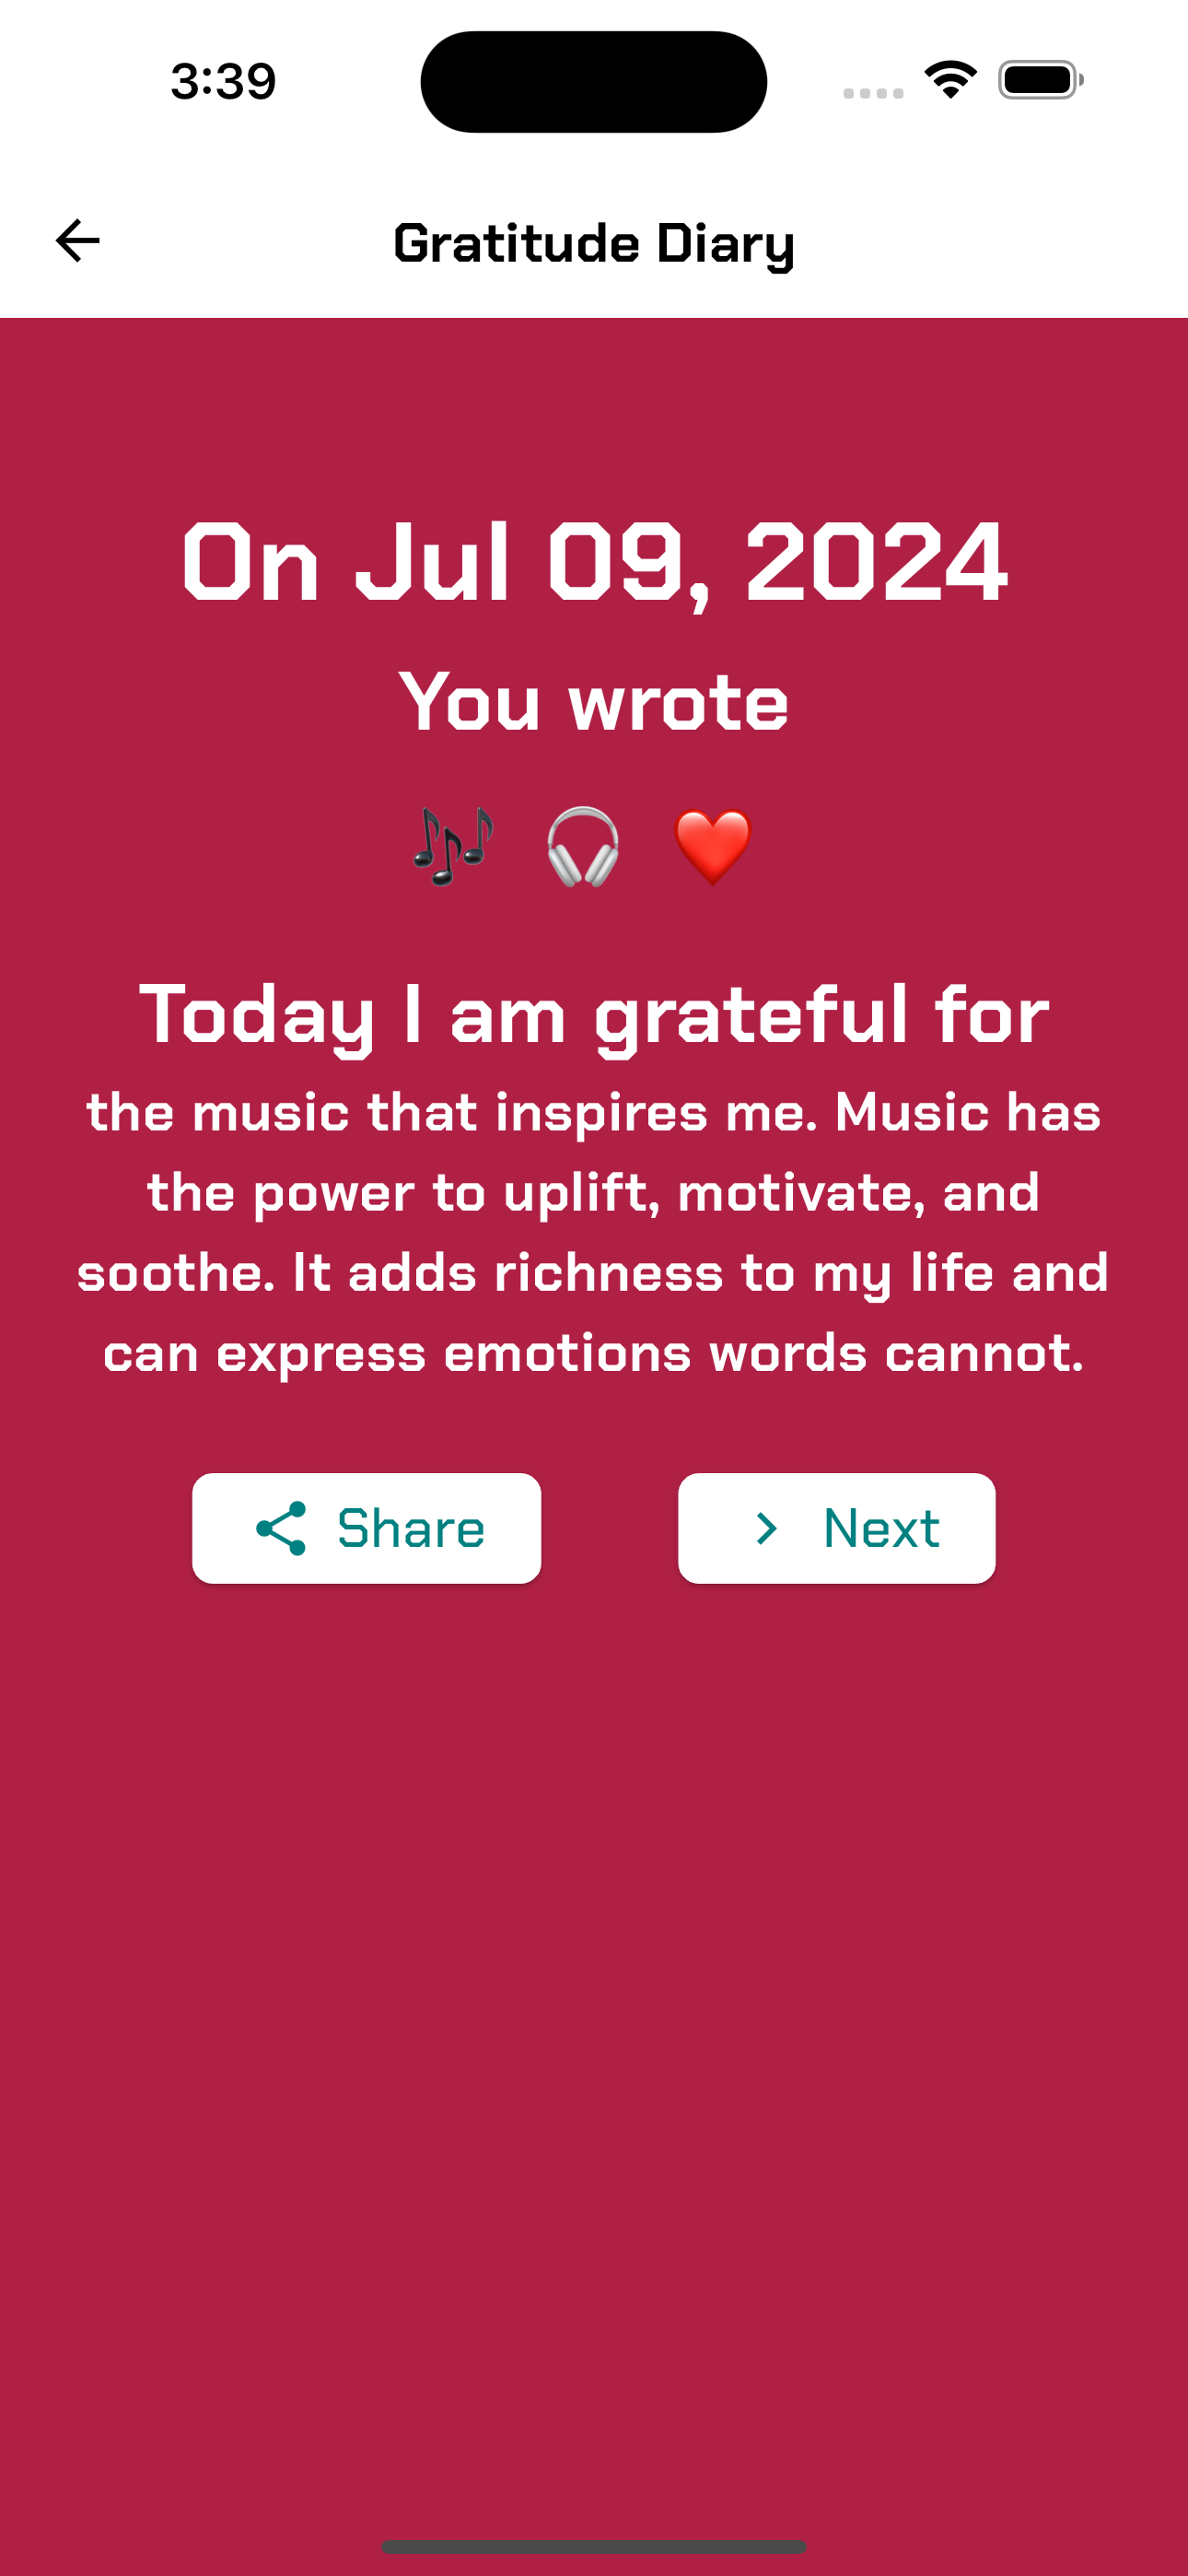 3:39
Gratitude Diary
On Jul 09, 2024
You wrote
🎶 🎧 ❤️
Today I am grateful for
the music that inspires me. Music has
the power to uplift, motivate, and
soothe. It adds richness to my life and
can express emotions words cannot.
Share
Next